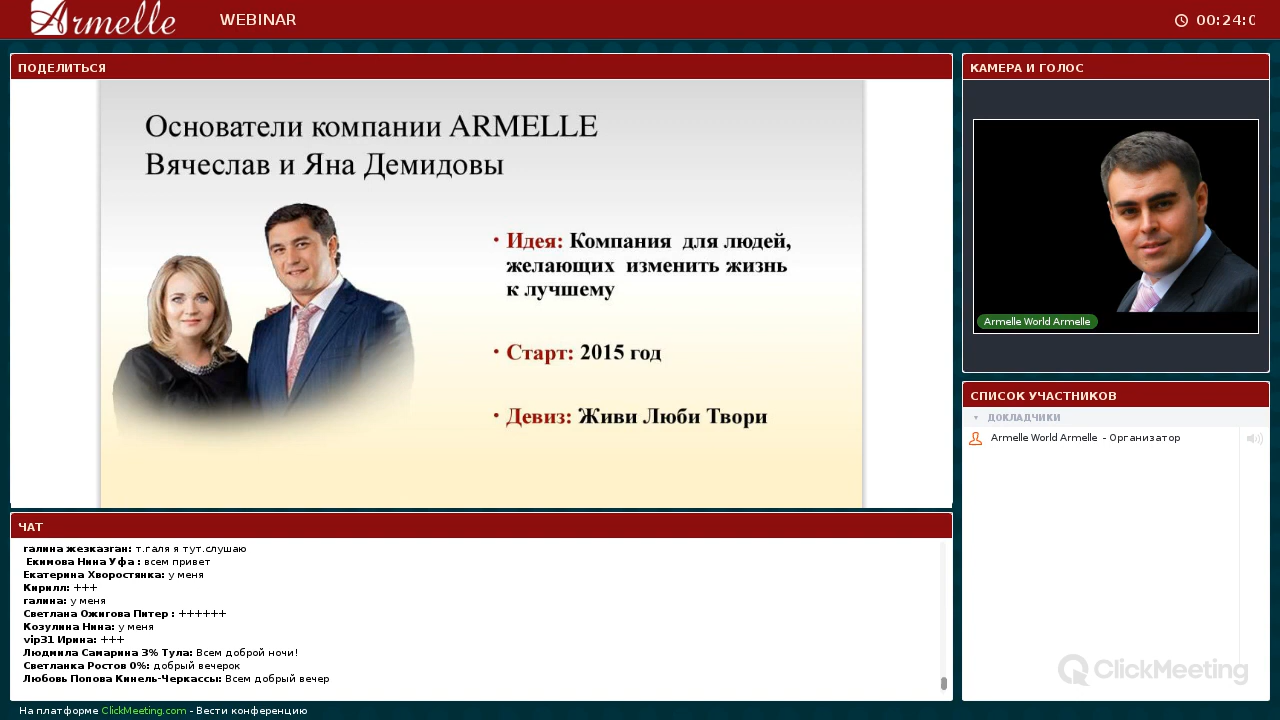 Armelle
WEBINAR
00:24:0
ПОДЕЛИТЬСЯ
Основатели компании ARMELLE
Вячеслав и Яна Демидовы
• Идея: Компания для людей,
желающих изменить жизнь
к лучшему
• Старт: 2015 год
• Девиз: Живи Люби Твори
КАМЕРА И ГОЛОС
Armelle World Armelle
СПИСОК УЧАСТНИКОВ
ДОКЛАДЧИКИ
Armelle World Armelle - Организатор
ЧАТ
галина жезказган: т.галя я тут.слушаю
Екимова Нина Уфа : всем привет
Екатерина Хворостянка: у меня
Кирилл: +++
галина: у меня
Светлана Ожигова Питер : ++++++
Козулина Нина: у меня
vip31 Ирина: +++
Людмила Самарина 3% Тула: Всем доброй ночи!
Светланка Ростов 0%: добрый вечерок
Любовь Попова Кинель-Черкассы: Всем добрый вечер
ClickMeeting
На платформе ClickMeeting.com - Вести конференцию